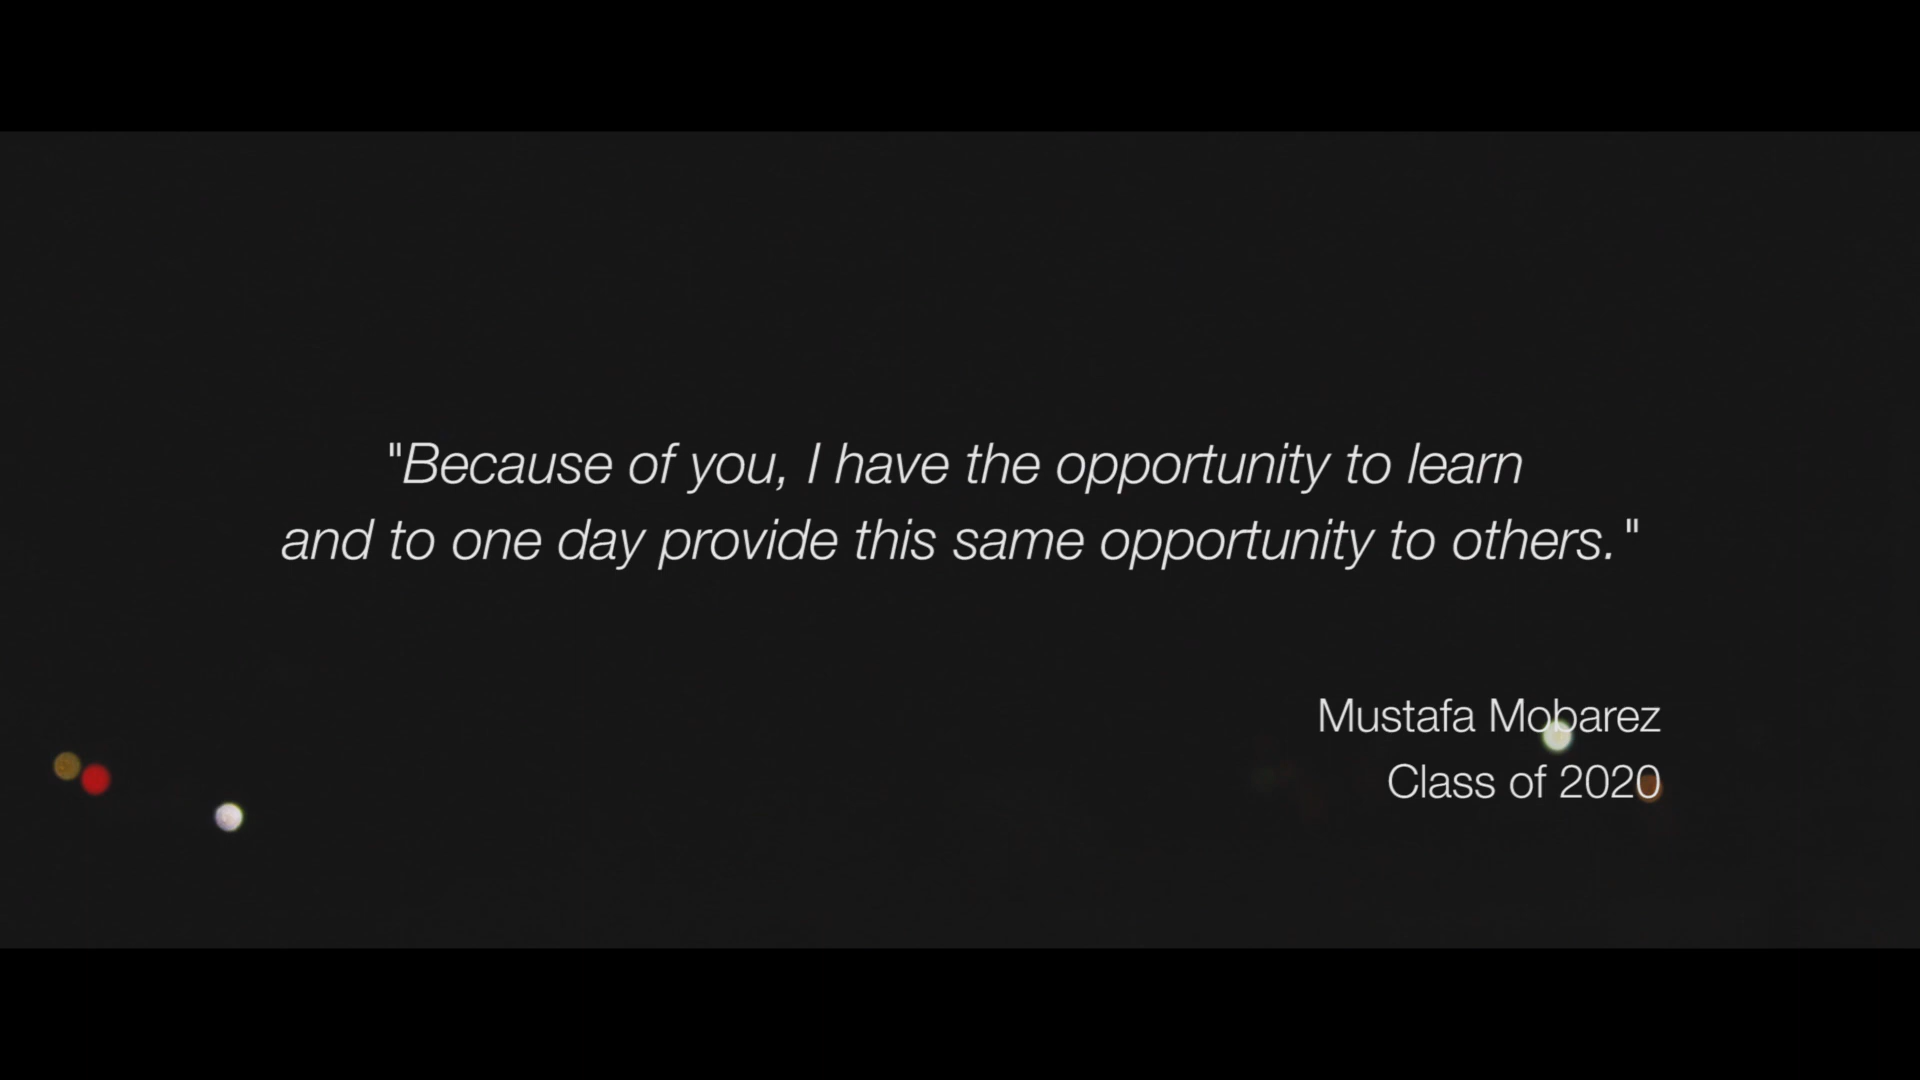 "Because of you, I have the opportunity to learn
and to one day provide this same opportunity to others."
Mustafa Mobarez
Class of 2020